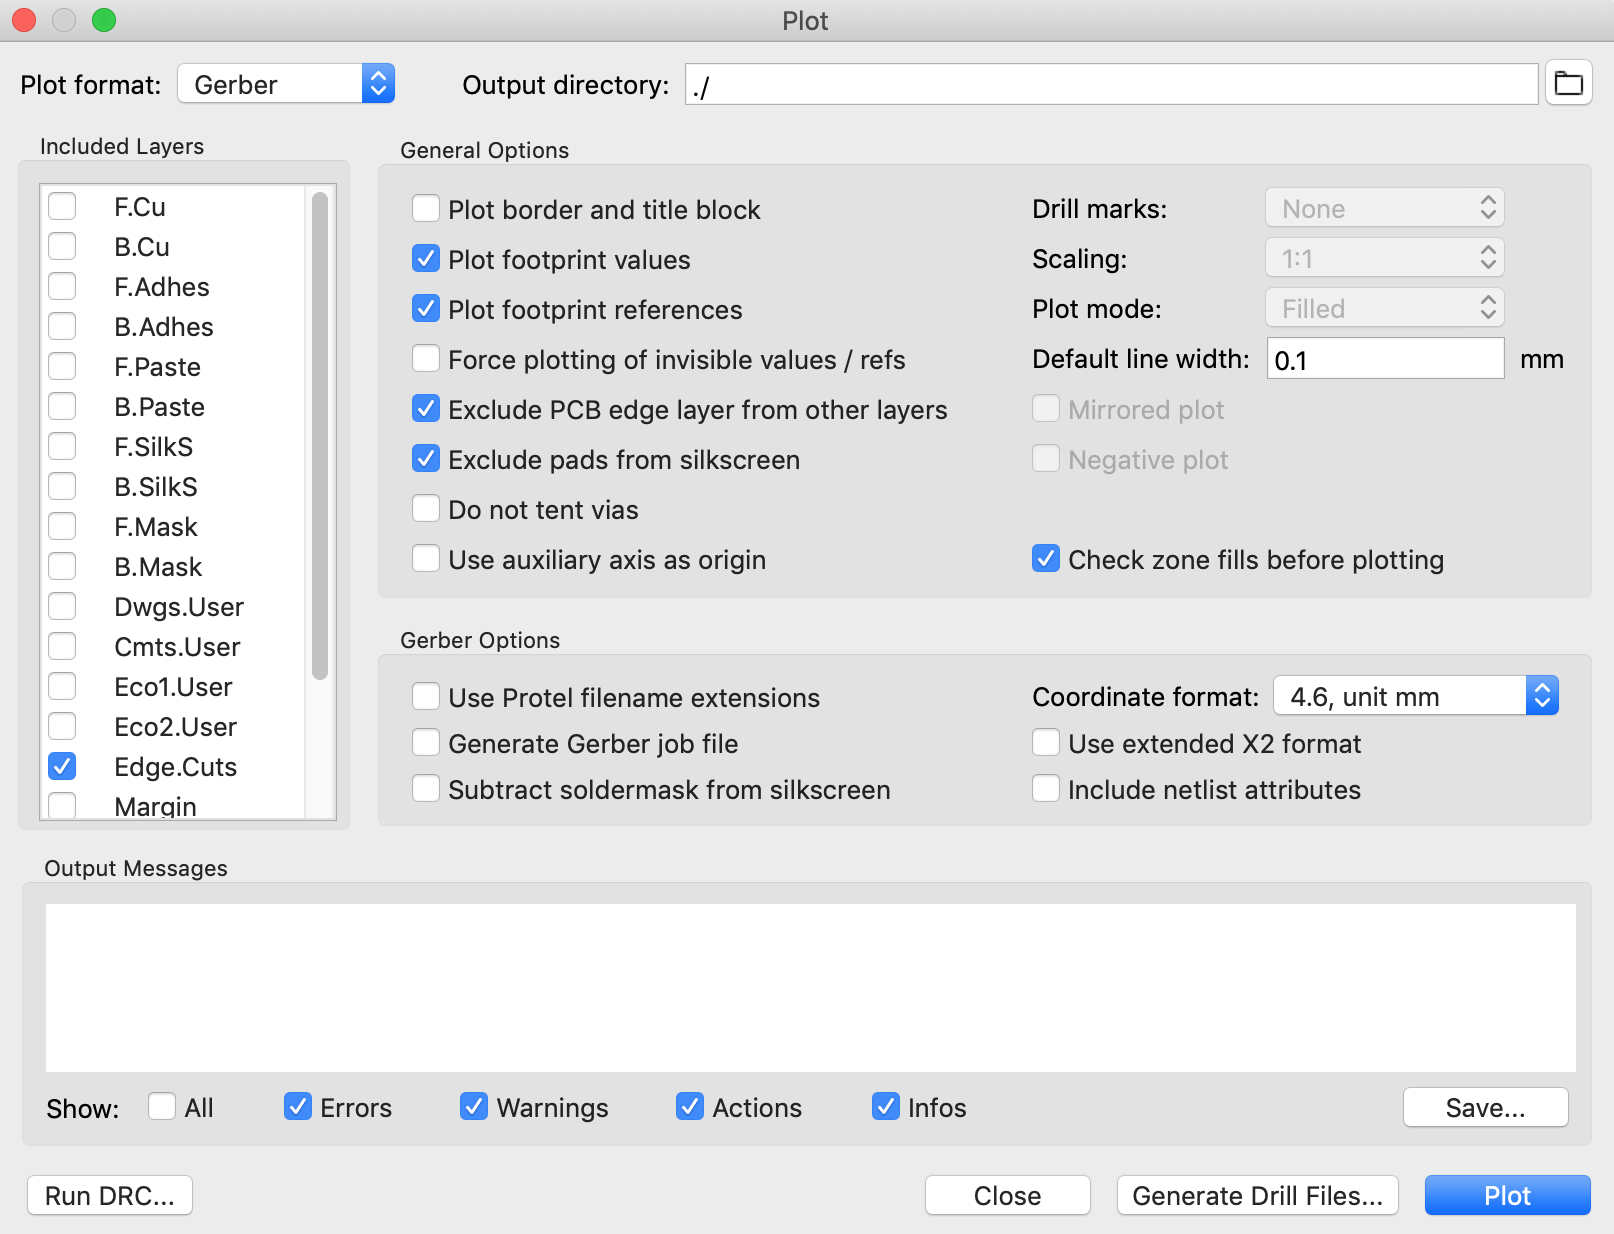 Plot
Plot format: Gerber
Output directory: ./
Included Layers
F.Cu
B.Cu
F.Adhes
B.Adhes
F.Paste
B.Paste
F.SilkS
B.SilkS
F.Mask
B.Mask
Dwgs.User
Cmts.User
Eco1.User
Eco2.User
Edge.Cuts
Margin
General Options
Plot border and title block
Plot footprint values
Plot footprint references
Force plotting of invisible values / refs
Exclude PCB edge layer from other layers
Exclude pads from silkscreen
Do not tent vias
Use auxiliary axis as origin
Drill marks: None
Scaling: 1:1
Plot mode: Filled
Default line width: 0.1 mm
Mirrored plot
Negative plot
Check zone fills before plotting
Gerber Options
Use Protel filename extensions
Generate Gerber job file
Subtract soldermask from silkscreen
Coordinate format: 4.6, unit mm
Use extended X2 format
Include netlist attributes
Output Messages
Show: All Errors Warnings Actions Infos Save...
Run DRC... Close Generate Drill Files... Plot